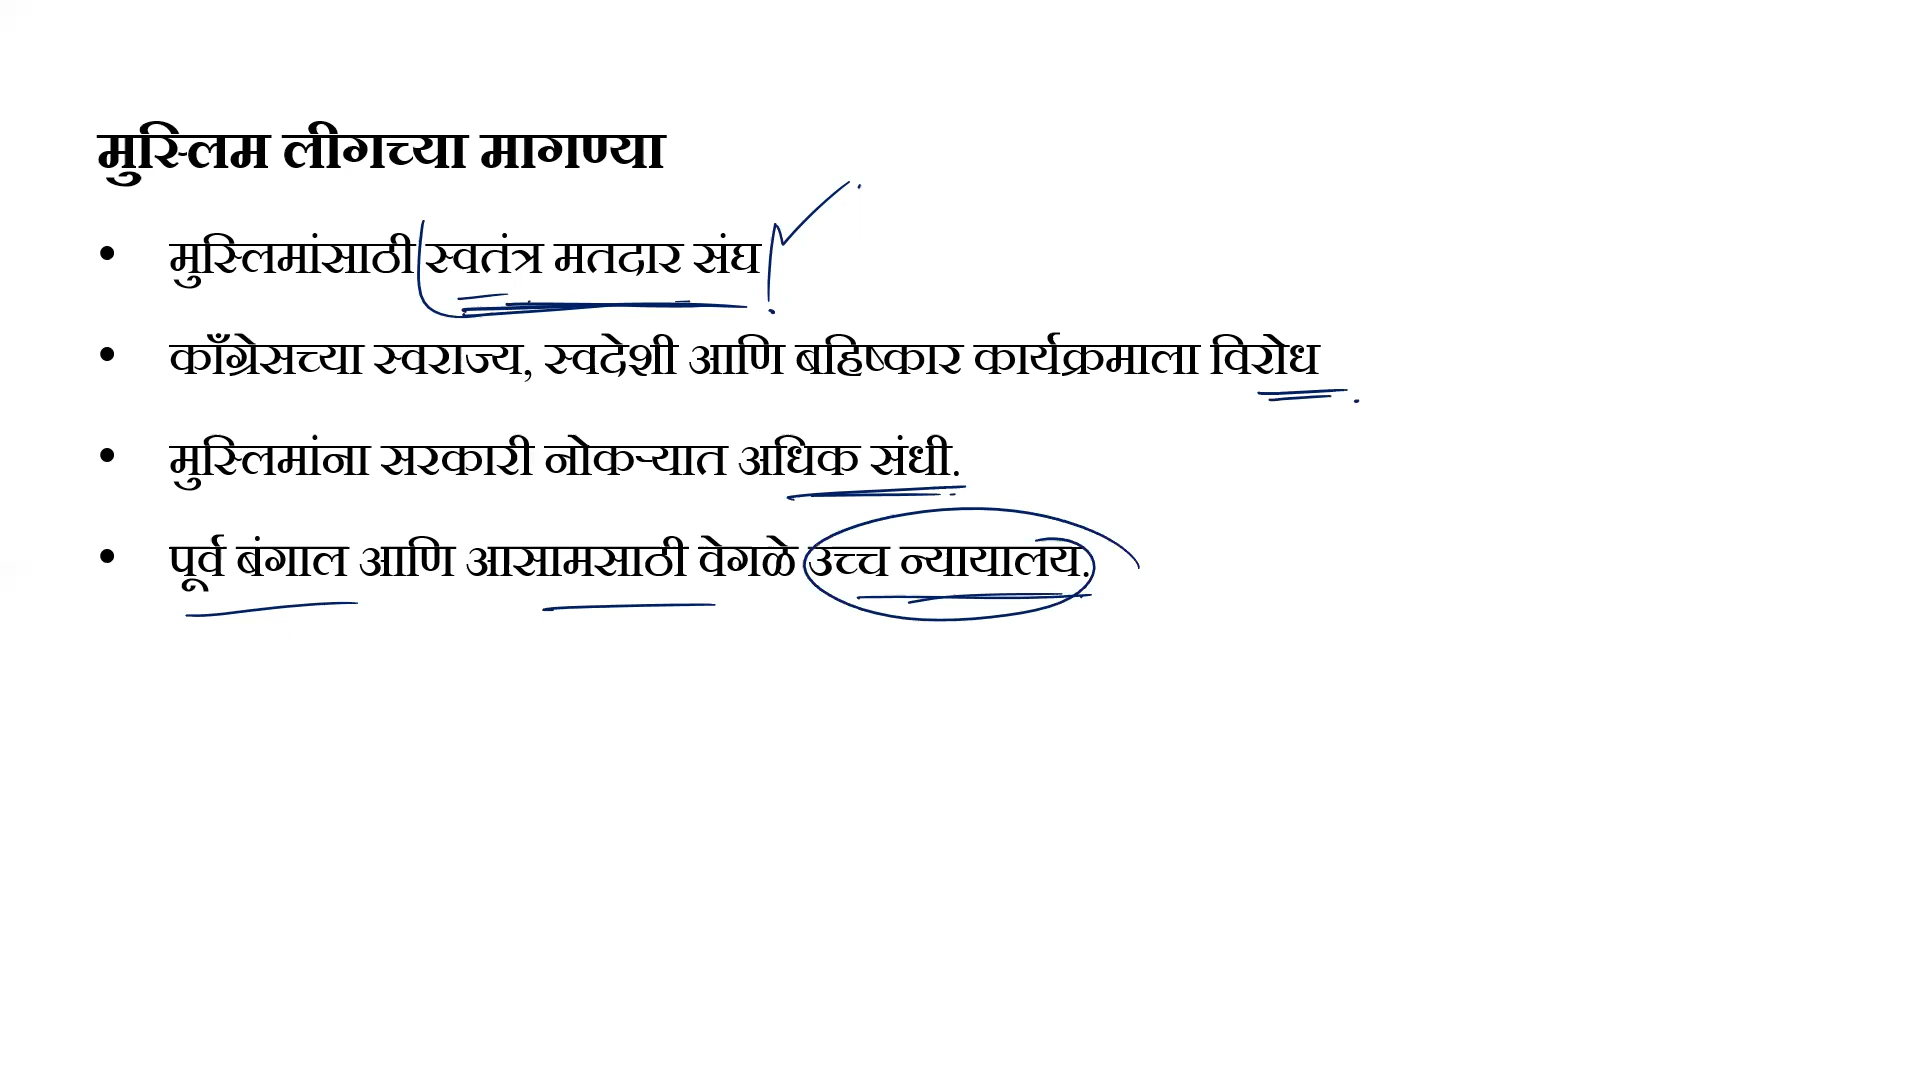 मुस्लिम लीगच्या मागण्या
• मुस्लिमांसाठी स्वतंत्र मतदार संघ
• काँग्रेसच्या स्वराज्य, स्वदेशी आणि बहिष्कार कार्यक्रमाला विरोध
• मुस्लिमांना सरकारी नोकऱ्यात अधिक संधी.
• पूर्व बंगाल आणि आसामसाठी वेगळे उच्च न्यायालय.